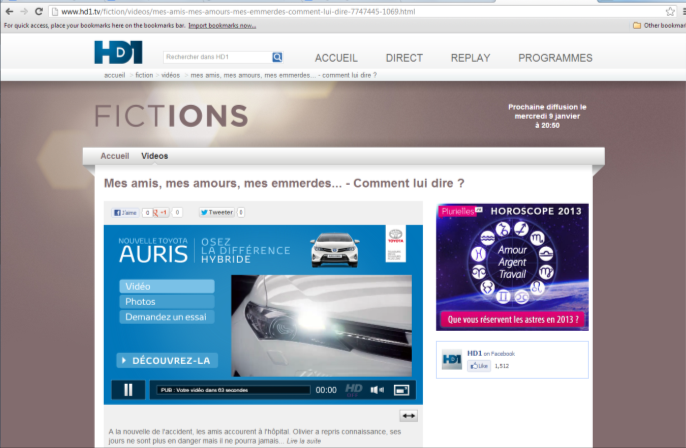 www.hd1.tv/fiction/videos/mes-amis-mes-amours-mes-emmerdes-comment-lui-dire-7747445-1069.html
For quick access, place your bookmarks here on the bookmarks bar. Import bookmarks now...
Other bookmar
HD1
Rechercher dans HD1
ACCUEIL
DIRECT
REPLAY
PROGRAMMES
accueil > fiction > vidéos > mes amis, mes amours, mes emmerdes... - comment lui dire ?
FICTIONS
Prochaine diffusion le
mercredi 9 janvier
à 20:50
Accueil Videos
Mes amis, mes amours, mes emmerdes... - Comment lui dire ?
J'aime 0 +1 0 Tweeter 0
NOUVELLE TOYOTA
AURIS
OSEZ
LA DIFFÉRENCE
HYBRIDE
TOYOTA
Vidéo
Photos
Demandez un essai
DÉCOUVREZ-LA
PUB : Votre vidéo dans 63 secondes
00:00
HD
OFF
A la nouvelle de l'accident, les amis accourent à l'hôpital. Olivier a repris connaissance, ses
jours ne sont plus en danger mais il ne pourra jamais... Lire la suite
Plurielles
HOROSCOPE 2013
Amour
Argent
Travail
Que vous réservent les astres en 2013 ?
HD1
HD1 on Facebook
Like 1,512